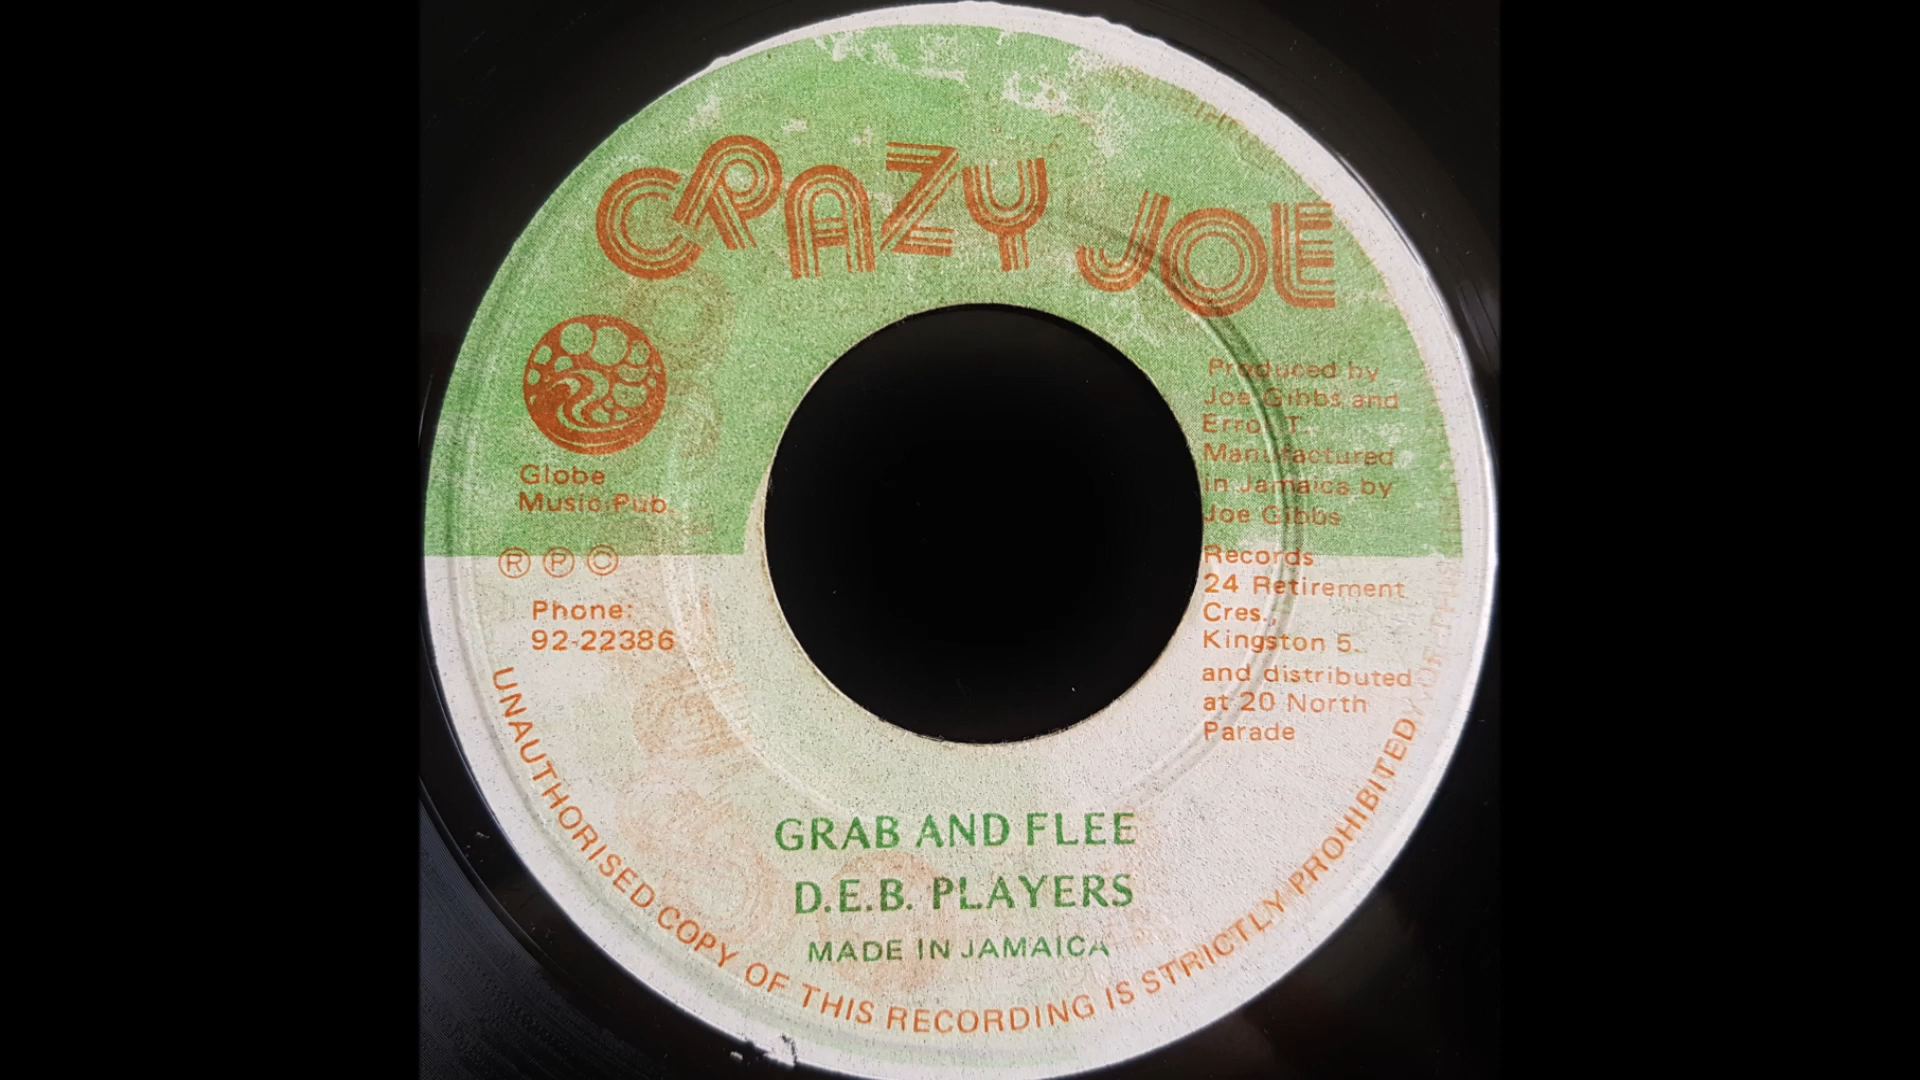 CRAZY JOE
Globe
Music Pub.
Ⓡ Ⓟ ©
Phone:
92-22386
Produced by
Joe Gibbs and
Errol T.
Manufactured
in Jamaica by
Joe Gibbs
Records
24 Retirement
Cres.,
Kingston 5.
and distributed
at 20 North
Parade
GRAB AND FLEE
D.E.B. PLAYERS
MADE IN JAMAICA
UNAUTHORISED COPY OF THIS RECORDING IS STRICTLY PROHIBITED